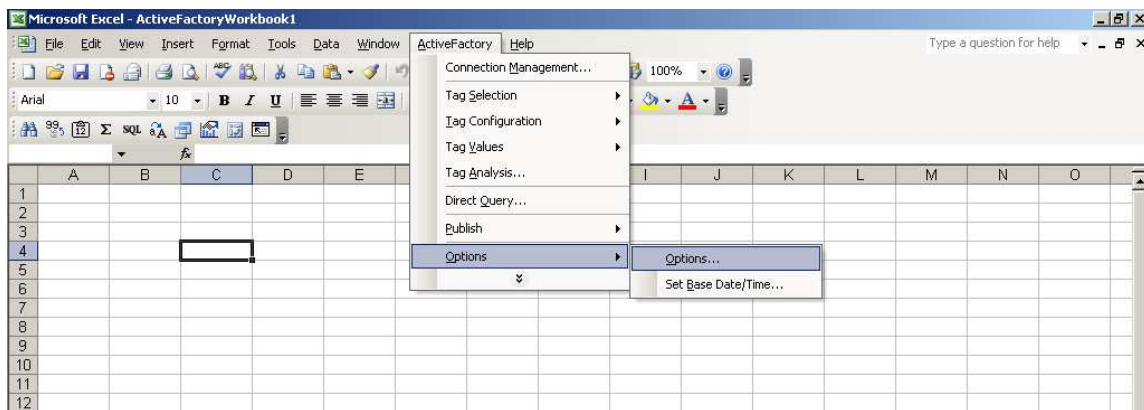 Microsoft Excel - ActiveFactoryWorkbook1
File Edit View Insert Format Tools Data Window ActiveFactory Help Type a question for help
100%
Arial 10 B I U A
SQL
fx
Connection Management...
Tag Selection
Tag Configuration
Tag Values
Tag Analysis...
Direct Query...
Publish
Options
Options...
Set Base Date/Time...
A B C D E I J K L M N O
1
2
3
4
5
6
7
8
9
10
11
12